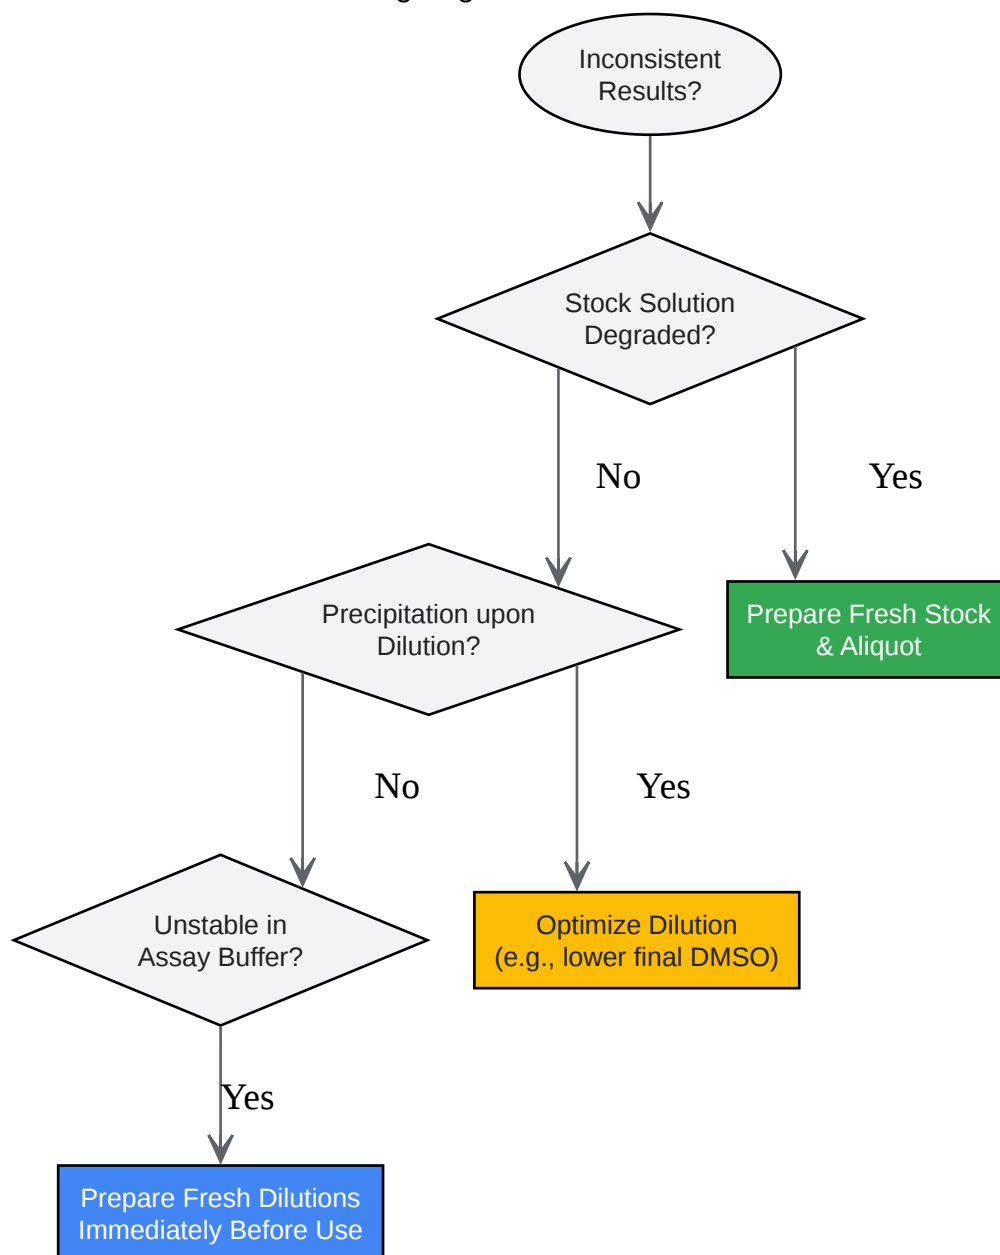 Inconsistent
Results?
Stock Solution
Degraded?
No
Yes
Precipitation upon
Dilution?
Prepare Fresh Stock
& Aliquot
No
Yes
Unstable in
Assay Buffer?
Optimize Dilution
(e.g., lower final DMSO)
Yes
Prepare Fresh Dilutions
Immediately Before Use